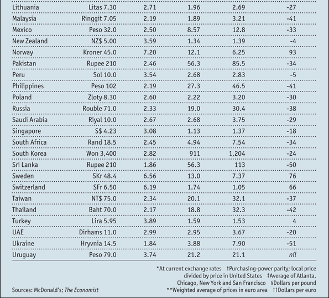 Lithuania Litas 7.30 2.71 1.96 2.69 -27
Malaysia Ringgit 7.05 2.19 1.89 3.21 -41
Mexico Peso 32.0 2.50 8.57 12.8 -33
New Zealand NZ$ 5.00 3.59 1.34 1.39 -4
Norway Kroner 45.0 7.20 12.1 6.25 93
Pakistan Rupee 210 2.46 56.3 85.5 -34
Peru Sol 10.0 3.54 2.68 2.83 -5
Philippines Peso 102 2.19 27.3 46.5 -41
Poland Zloty 8.30 2.60 2.22 3.20 -30
Russia Rouble 71.0 2.33 19.0 30.4 -38
Saudi Arabia Riyal 10.0 2.67 2.68 3.75 -29
Singapore S$ 4.23 3.08 1.13 1.37 -18
South Africa Rand 18.5 2.45 4.94 7.54 -34
South Korea Won 3,400 2.82 911 1,204 -24
Sri Lanka Rupee 210 1.86 56.3 113 -50
Sweden SKr 48.4 6.56 13.0 7.37 76
Switzerland SFr 6.50 6.19 1.74 1.05 66
Taiwan NT$ 75.0 2.34 20.1 32.1 -37
Thailand Baht 70.0 2.17 18.8 32.3 -42
Turkey Lira 5.95 3.89 1.59 1.53 4
UAE Dirhams 11.0 2.99 2.95 3.67 -20
Ukraine Hryvnia 14.5 1.84 3.88 7.90 -51
Uruguay Peso 79.0 3.74 21.2 21.1 nil
*At current exchange rates †Purchasing-power parity: local price
divided by price in United States ‡Average of Atlanta,
Chicago, New York and San Francisco §Dollars per pound
Sources: McDonald's; The Economist **Weighted average of prices in euro area ††Dollars per euro